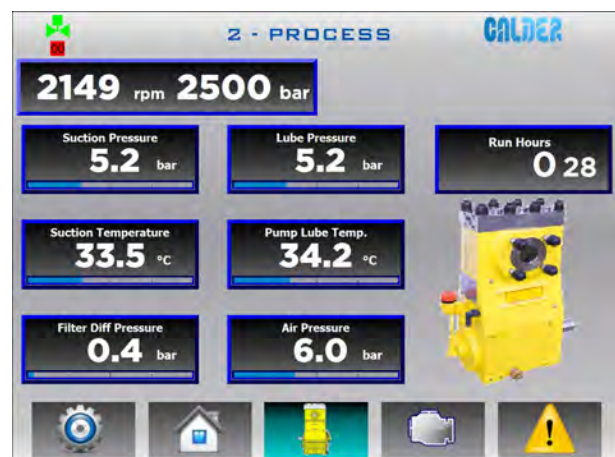 2 - PROCESS
CALDER
00
2149 rpm 2500 bar
Suction Pressure
5.2 bar
Lube Pressure
5.2 bar
Run Hours
0 28
Suction Temperature
33.5 °C
Pump Lube Temp.
34.2 °C
Filter Diff Pressure
0.4 bar
Air Pressure
6.0 bar